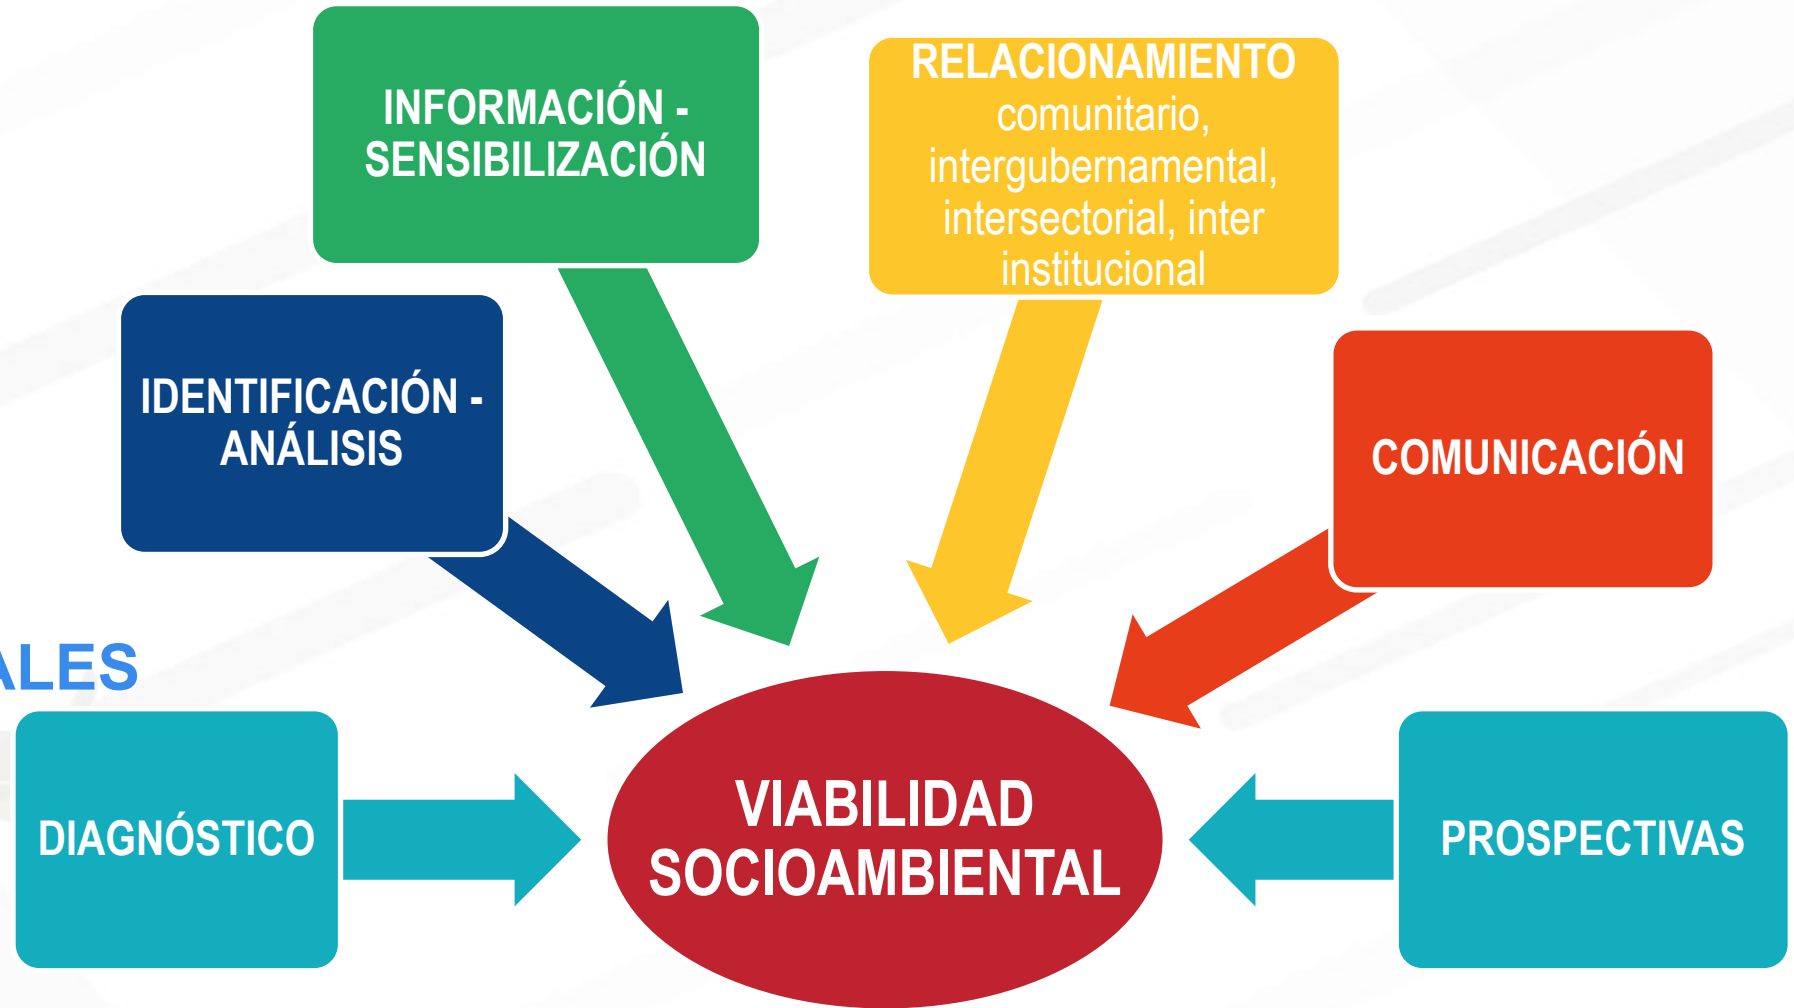 INFORMACIÓN -
SENSIBILIZACIÓN
RELACIONAMIENTO
comunitario,
intergubernamental,
intersectorial, inter
institucional
IDENTIFICACIÓN -
ANÁLISIS
COMUNICACIÓN
ALES
DIAGNÓSTICO
VIABILIDAD
SOCIOAMBIENTAL
PROSPECTIVAS